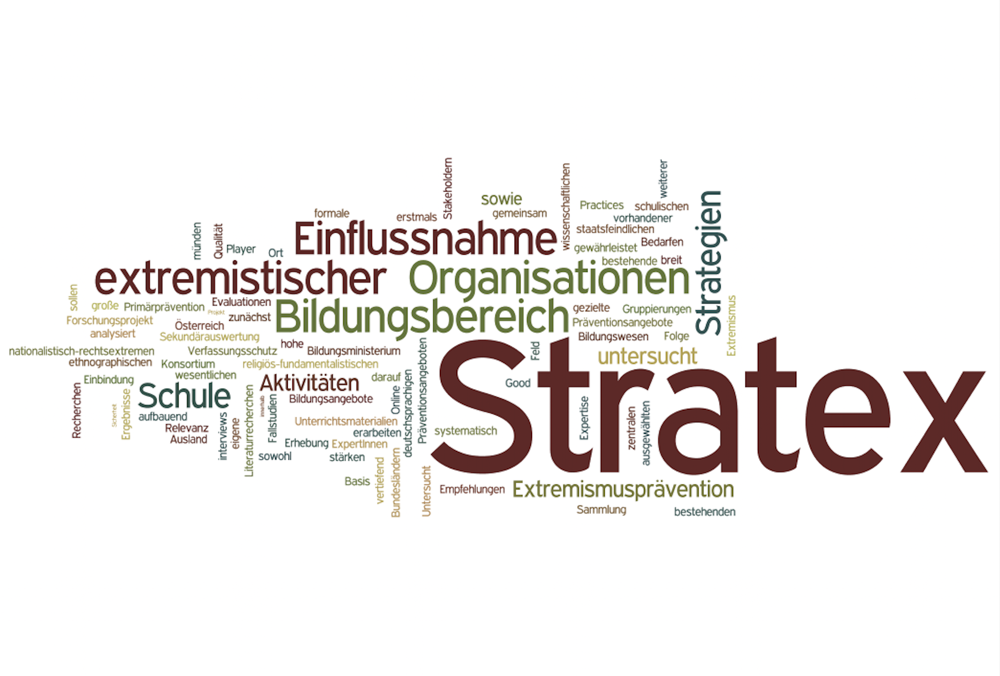 Stakeholdern
wissenschaftlichen
weiterer
sowie
Practices
schulischen
formale
erstmals
gemeinsam
vorhandener
Strategien
münden
Qualität
Player
Ort
Einflussnahme
staatsfeindlichen
gewährleistet
Bedarfen
bestehende
breit
extremistischer
Organisationen
sollen
große
Primärprävention
Evaluationen
Projekt
zunächst
Bildungsbereich
gezielte
Gruppierungen
Extremismus
Forschungsprojekt
Österreich
Präventionsangebote
analysiert
Sekundärauswertung
Bildungswesen
Folge
nationalistisch-rechtsextremen
Verfassungsschutz
hohe
Bildungsministerium
Präventionsangeboten
Feld
untersucht
ethnographischen
Konsortium
religiös-fundamentalistischen
Stratex
Einbindung
wesentlichen
Aktivitäten
darauf
deutschsprachigen
Good
Recherchen
Sicherheit
Ergebnisse
Schule
Literaturrecherchen
innerhalb
Fallstudien
Bildungsangebote
Online
aufbauend
interviews
eigene
Unterrichtsmaterialien
Relevanz
erarbeiten
systematisch
Expertise
zentralen
ausgewählten
Ausland
Erhebung
ExpertInnen
sowohl
stärken
Basis
vertiefend
Bundesländern
Untersucht
Empfehlungen
Extremismusprävention
Sammlung
bestehenden